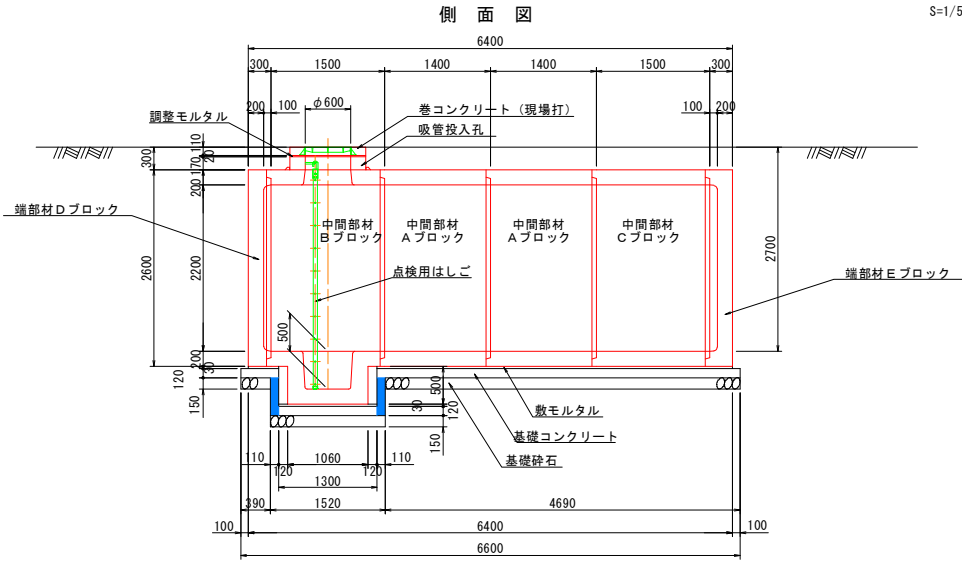 側 面 図
S=1/5
6400
300
1500
1400
1400
1500
300
200
100
φ600
100
200
調整モルタル
巻コンクリート（現場打）
吸管投入孔
110
20
170
300
200
端部材Dブロック
中間部材
Bブロック
中間部材
Aブロック
中間部材
Aブロック
中間部材
Cブロック
2600
2200
2700
点検用はしご
端部材Eブロック
500
200
30
120
150
500
30
120
150
敷モルタル
基礎コンクリート
基礎砕石
110
120
1060
120
110
1300
390
1520
4690
100
6400
100
6600